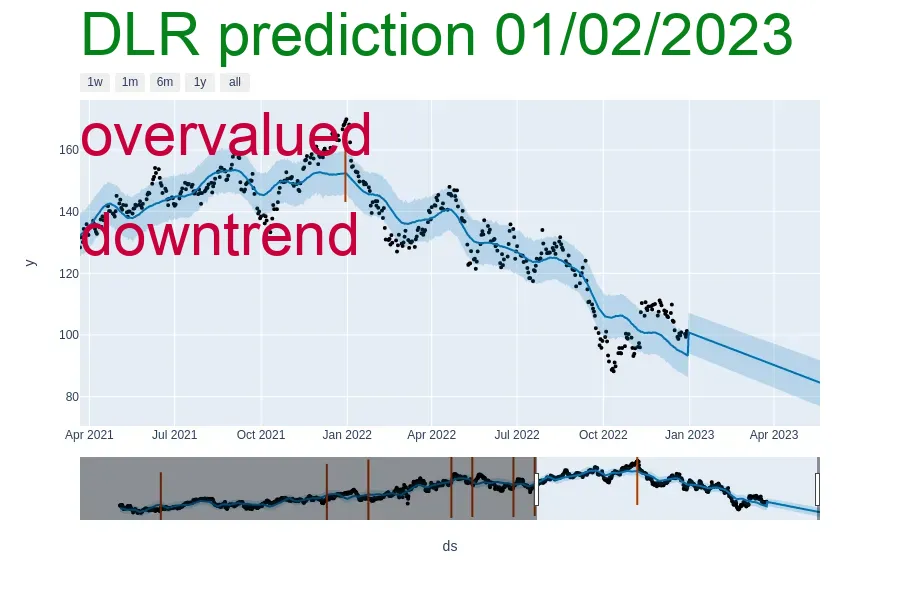 DLR prediction 01/02/2023
1w 1m 6m 1y all
overvalued
160
140
downtrend
y
120
100
80
Apr 2021 Jul 2021 Oct 2021 Jan 2022 Apr 2022 Jul 2022 Oct 2022 Jan 2023 Apr 2023
ds